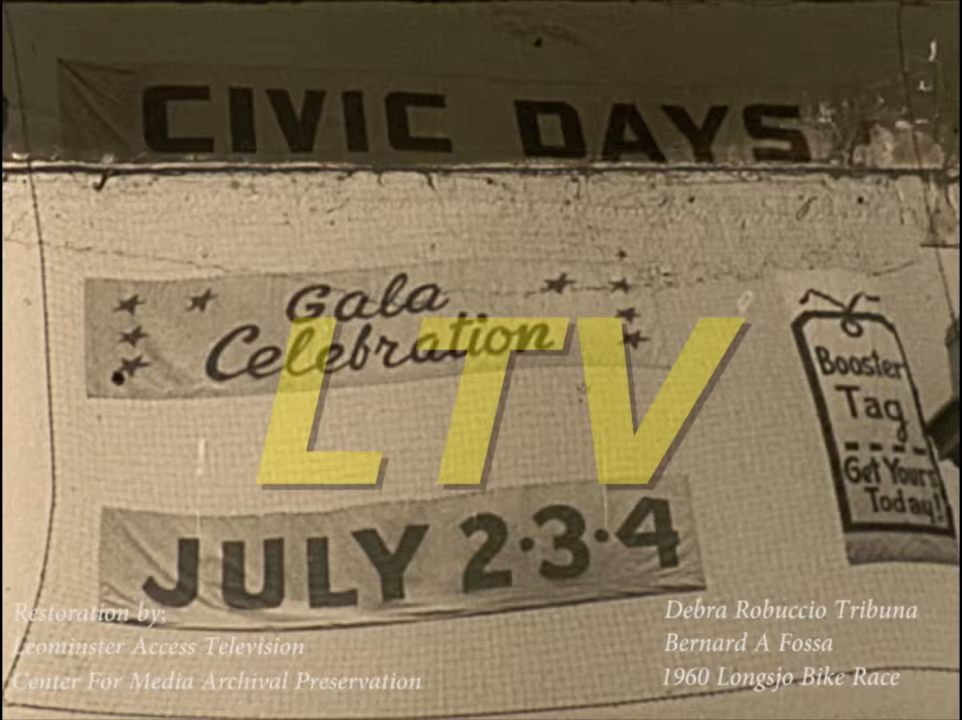 CIVIC DAYS
Gala
Celebration
LTV
Booster
Tag
Get Yours
Today!
JULY 2·3·4
Restoration by;
Leominster Access Television
Center For Media Archival Preservation
Debra Robuccio Tribuna
Bernard A Fossa
1960 Longsjo Bike Race